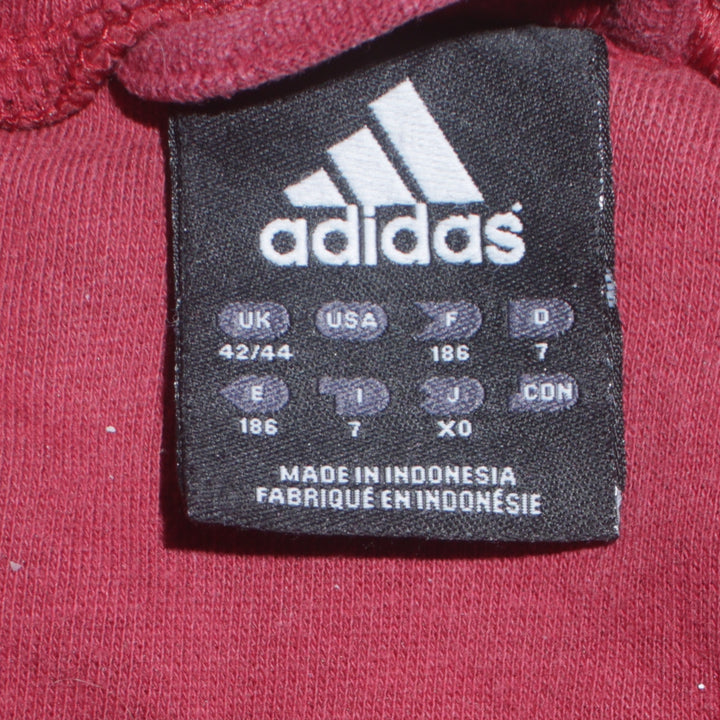 adidas
UK USA F D
42/44 186 7
E I J CDN
186 7 XO
MADE IN INDONESIA
FABRIQUÉ EN INDONÉSIE